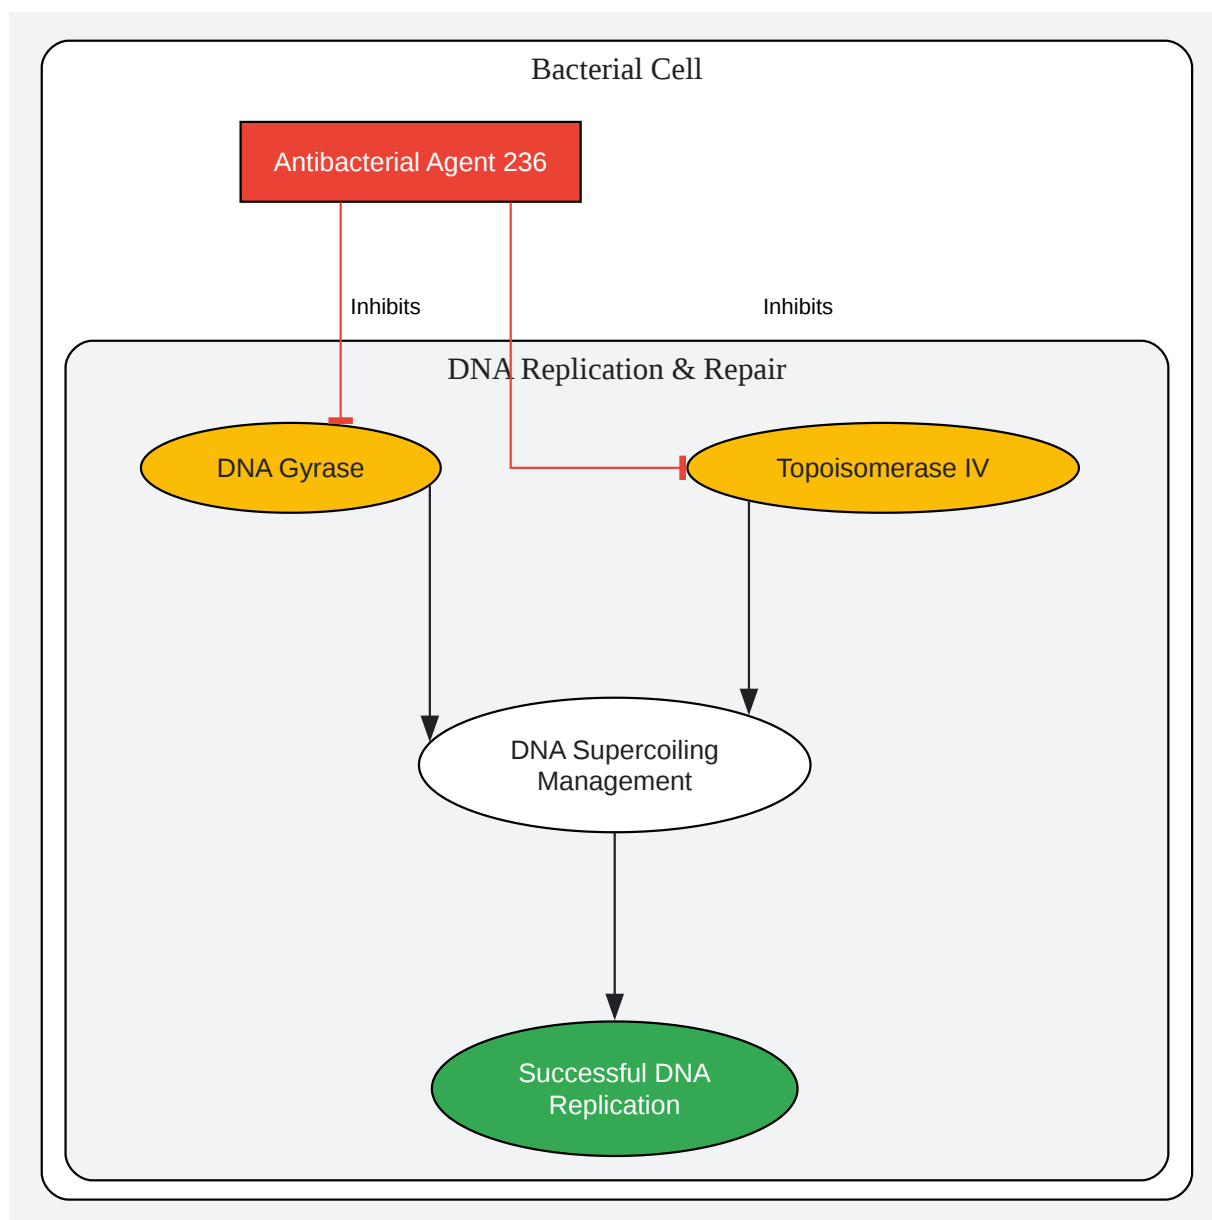 Bacterial Cell
Antibacterial Agent 236
Inhibits
Inhibits
DNA Replication & Repair
DNA Gyrase
Topoisomerase IV
DNA Supercoiling
Management
Successful DNA
Replication